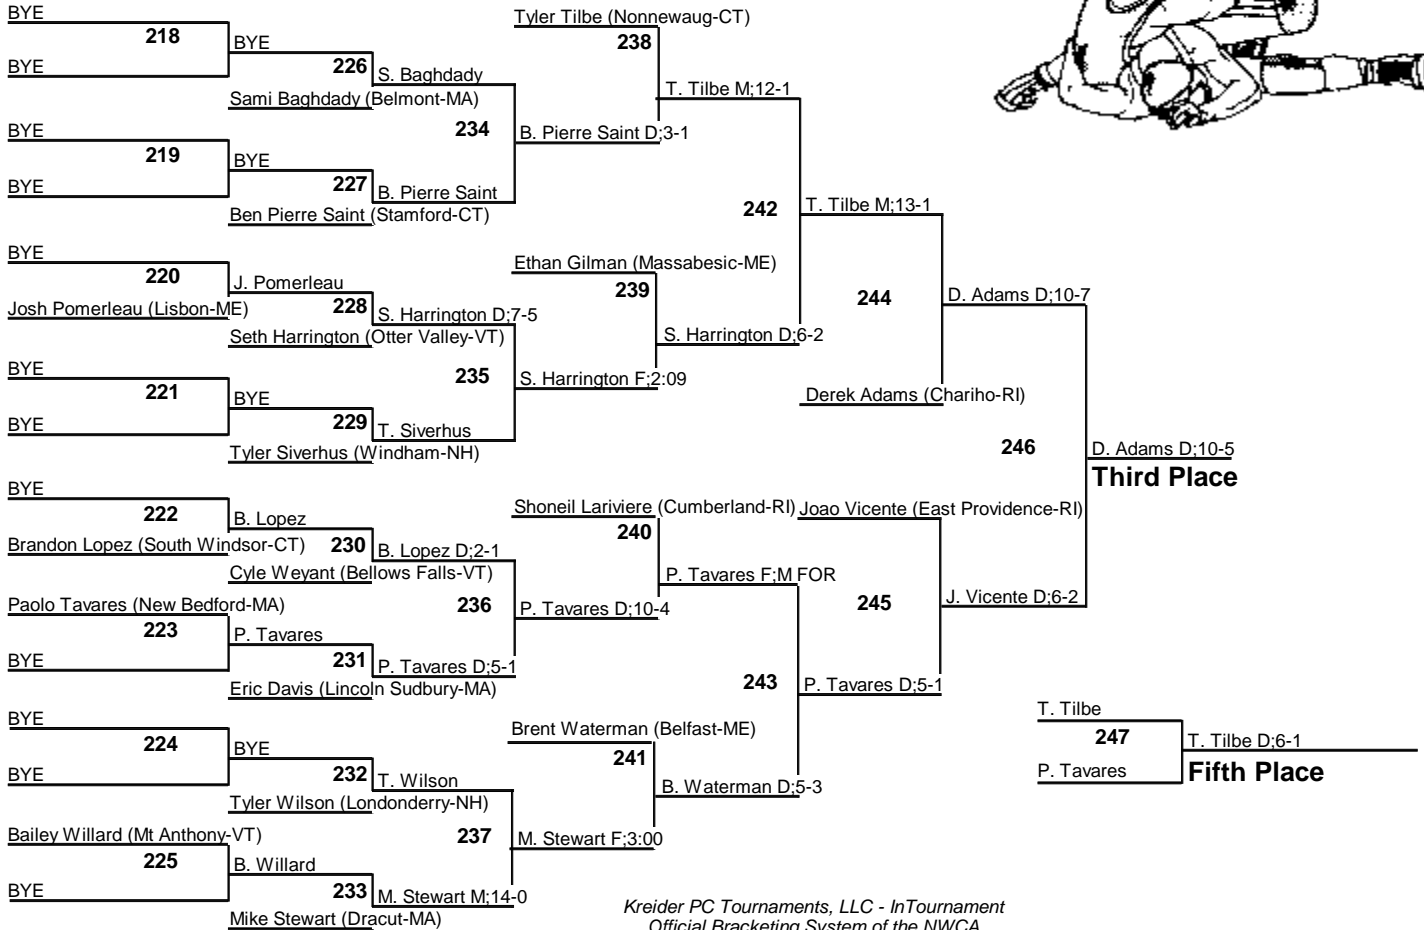 BYE
218
BYE
BYE
226
S. Baghdady
Sami Baghdady (Belmont-MA)
234
BYE
219
BYE
BYE
227
B. Pierre Saint
Ben Pierre Saint (Stamford-CT)
Tyler Tilbe (Nonnewaug-CT)
238
T. Tilbe M;12-1
B. Pierre Saint D;3-1
242
T. Tilbe M;13-1
BYE
220
J. Pomerleau
Josh Pomerleau (Lisbon-ME)
228
S. Harrington D;7-5
Seth Harrington (Otter Valley-VT)
235
BYE
221
BYE
BYE
229
T. Siverhus
Tyler Siverhus (Windham-NH)
Ethan Gilman (Massabesic-ME)
239
S. Harrington D;6-2
S. Harrington F;2:09
244
D. Adams D;10-7
Derek Adams (Chariho-RI)
246
D. Adams D;10-5
Third Place
BYE
222
B. Lopez
Brandon Lopez (South Windsor-CT)
230
B. Lopez D;2-1
Cyle Weyant (Bellows Falls-VT)
236
Paolo Tavares (New Bedford-MA)
223
P. Tavares
BYE
231
P. Tavares D;5-1
Eric Davis (Lincoln Sudbury-MA)
Shoneil Lariviere (Cumberland-RI)
240
P. Tavares F;M FOR
P. Tavares D;10-4
Joao Vicente (East Providence-RI)
245
J. Vicente D;6-2
243
P. Tavares D;5-1
BYE
224
BYE
BYE
232
T. Wilson
Tyler Wilson (Londonderry-NH)
237
Bailey Willard (Mt Anthony-VT)
225
B. Willard
BYE
233
M. Stewart M;14-0
Mike Stewart (Dracut-MA)
Brent Waterman (Belfast-ME)
241
B. Waterman D;5-3
M. Stewart F;3:00
T. Tilbe
247
T. Tilbe D;6-1
P. Tavares
Fifth Place
Kreider PC Tournaments, LLC - InTournament
Official Bracketing System of the NWCA